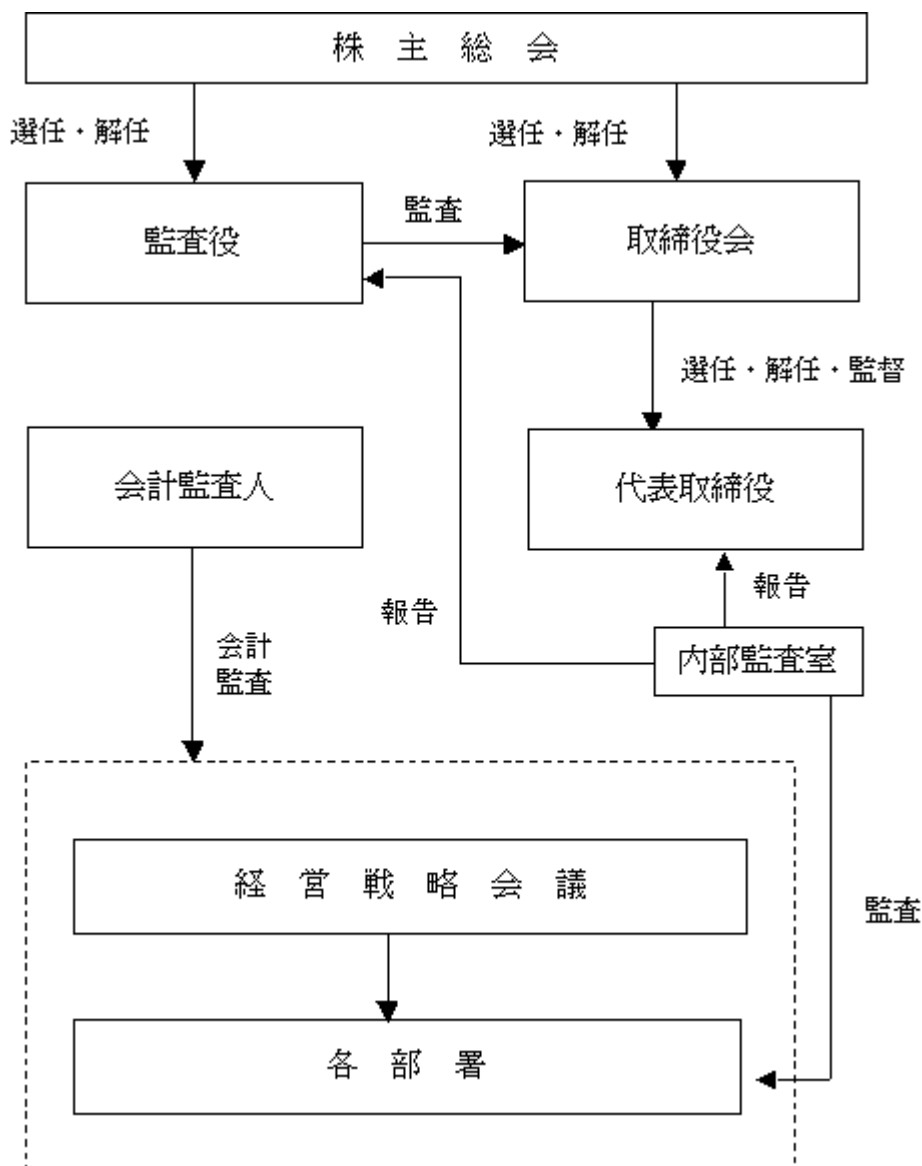 株主総会
選任・解任
選任・解任
監査役
監査
取締役会
選任・解任・監督
会計監査人
代表取締役
報告
報告
会計
監査
内部監査室
経営戦略会議
監査
各部署